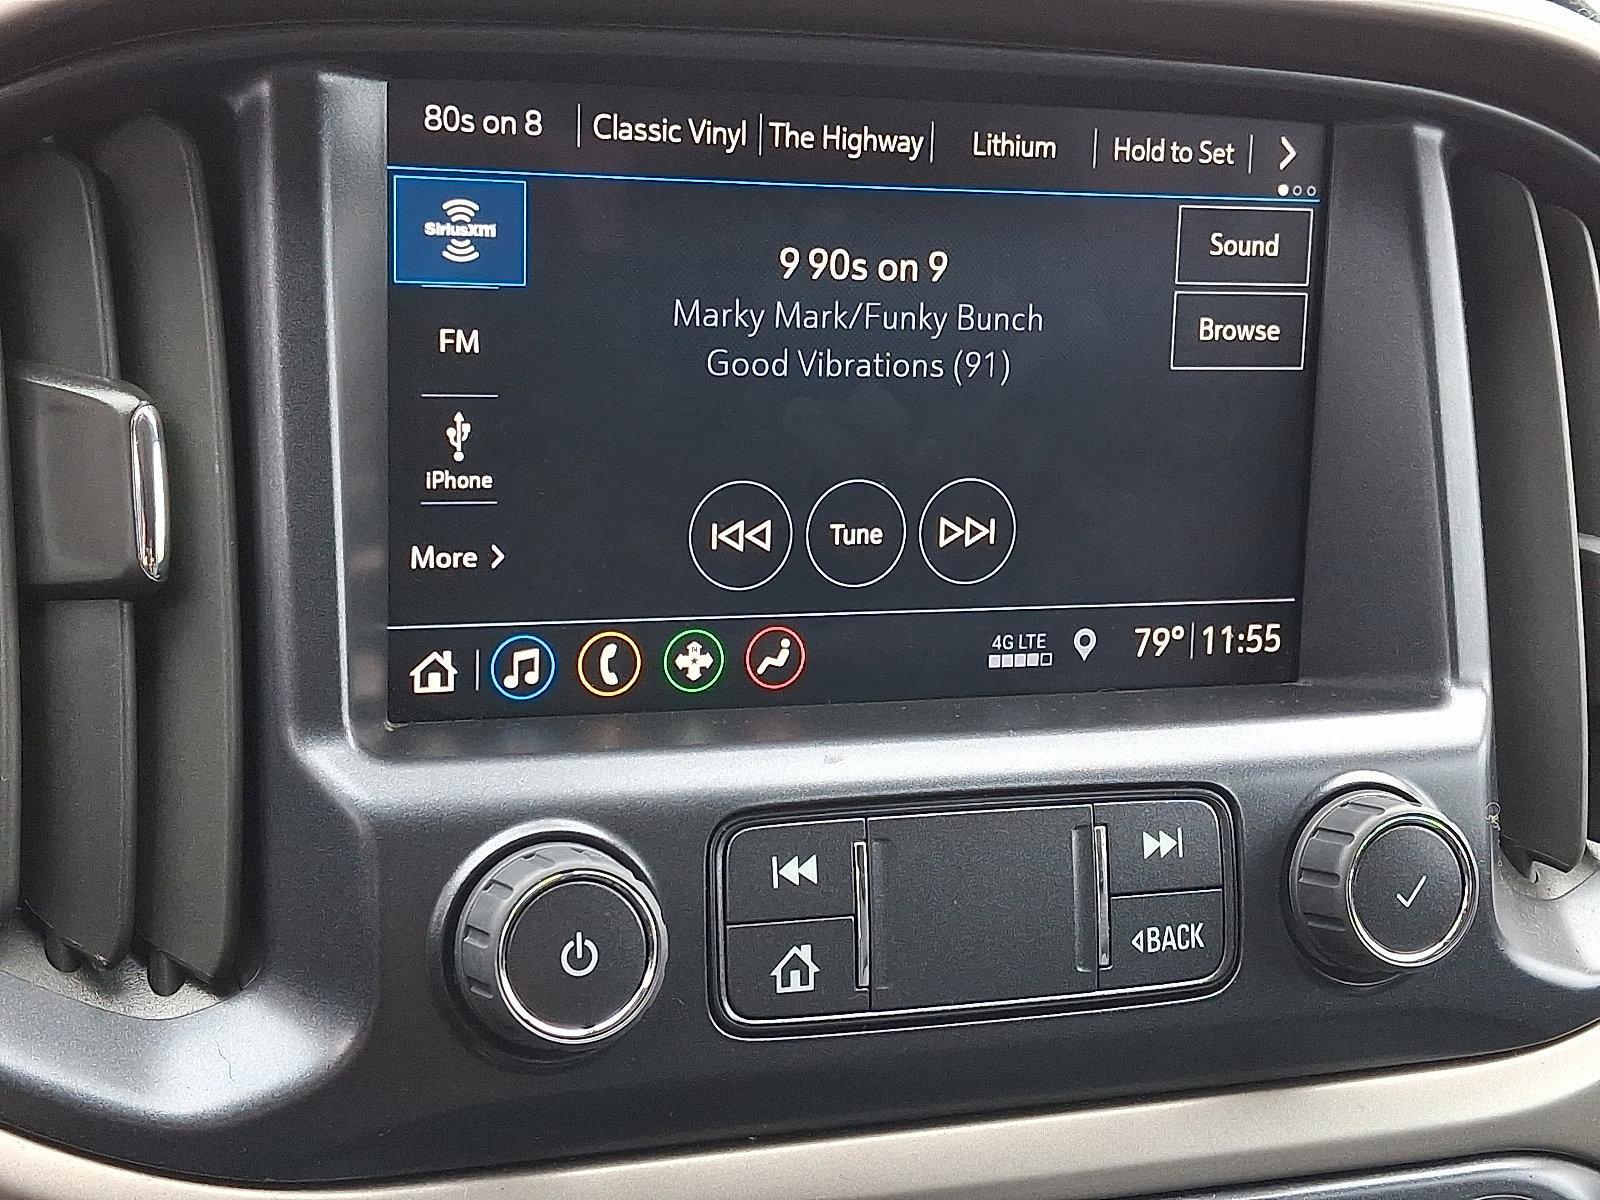 80s on 8 Classic Vinyl The Highway Lithium Hold to Set
SiriusXM
9 90s on 9
Marky Mark/Funky Bunch
Good Vibrations (91)
Sound
Browse
FM
iPhone
More
Tune
4G LTE
79° 11:55
BACK